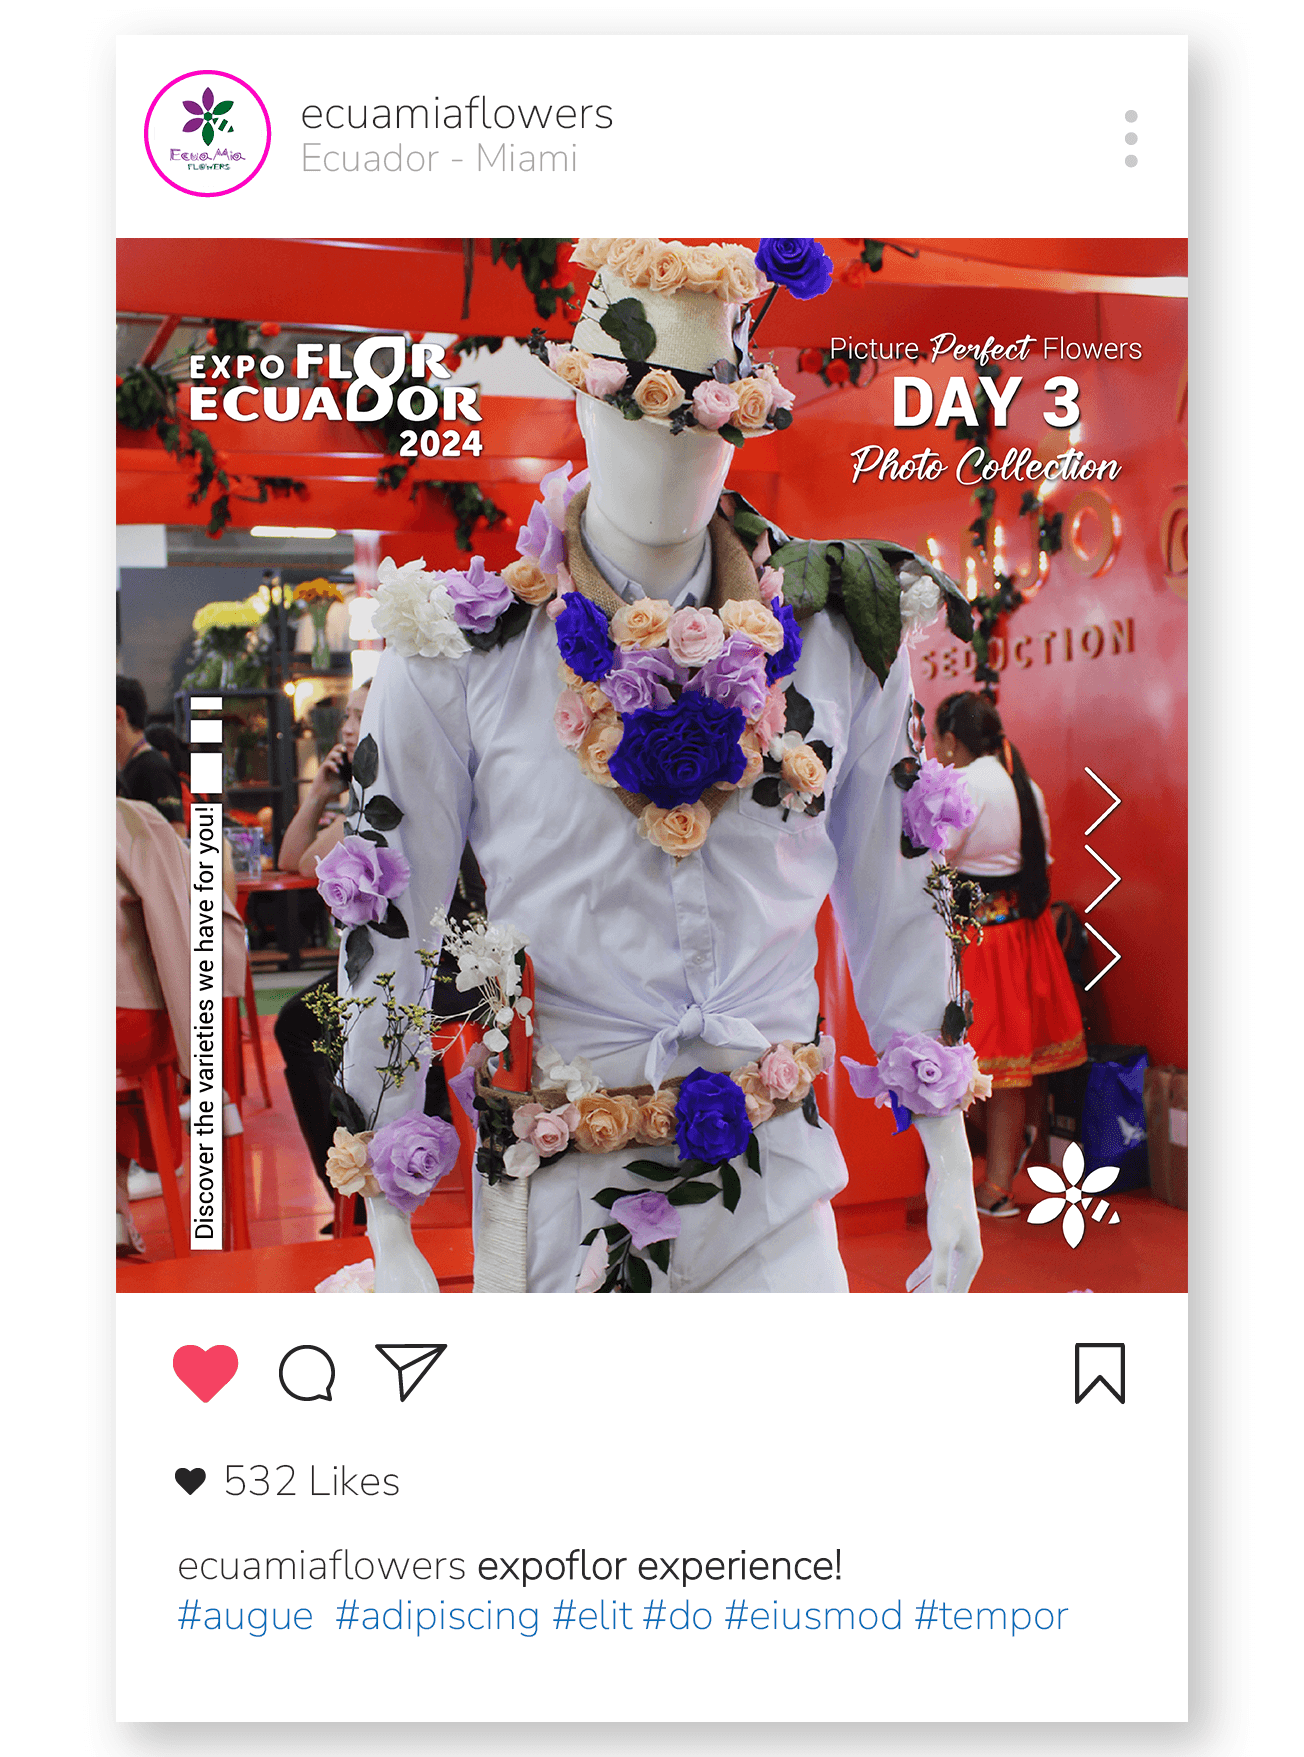 EcuaMia
FLOWERS
ecuamiaflowers
Ecuador - Miami
EXPO FLOR
ECUADOR
2024
Picture Perfect Flowers
DAY 3
Photo Collection
SEDUCTION
Discover the varieties we have for you!
532 Likes
ecuamiaflowers expoflor experience!
#augue #adipiscing #elit #do #eiusmod #tempor